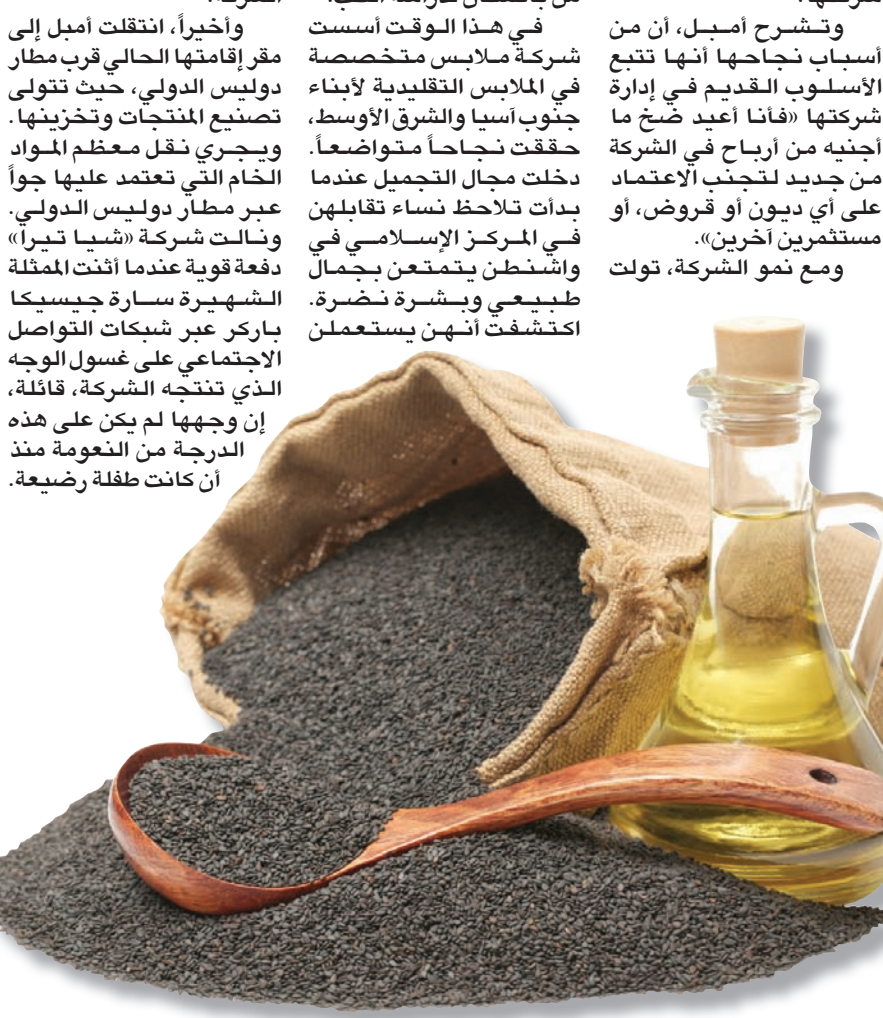 وتشرح أمبل، أن من
أسباب نجاحها أنها تتبع
الأسلوب القديم في إدارة
شركتها «فأنا أعيد ضخ ما
أجنيه من أرباح في الشركة
من جديد لتجنب الاعتماد
على أي ديون أو قروض، أو
مستثمرين آخرين».
ومع نمو الشركة، تولت
في هذا الوقت أسست
شركة ملابس متخصصة
في الملابس التقليدية لأبناء
جنوب آسيا والشرق الأوسط،
حققت نجاحاً متواضعاً.
دخلت مجال التجميل عندما
بدأت تلاحظ نساء تقابلهن
في المركز الإسلامي في
واشنطن يتمتعن بجمال
طبيعي وبشرة نضرة.
اكتشفت أنهن يستعملن
وأخيراً، انتقلت أمبل إلى
مقر إقامتها الحالي قرب مطار
دوليس الدولي، حيث تتولى
تصنيع المنتجات وتخزينها.
ويجري نقل معظم المواد
الخام التي تعتمد عليها جواً
عبر مطار دوليس الدولي.
ونالت شركة «شيا تيرا»
دفعة قوية عندما أثنت الممثلة
الشهيرة سارة جيسيكا
باركر عبر شبكات التواصل
الاجتماعي على غسول الوجه
الذي تنتجه الشركة، قائلة،
إن وجهها لم يكن على هذه
الدرجة من النعومة منذ
أن كانت طفلة رضيعة.